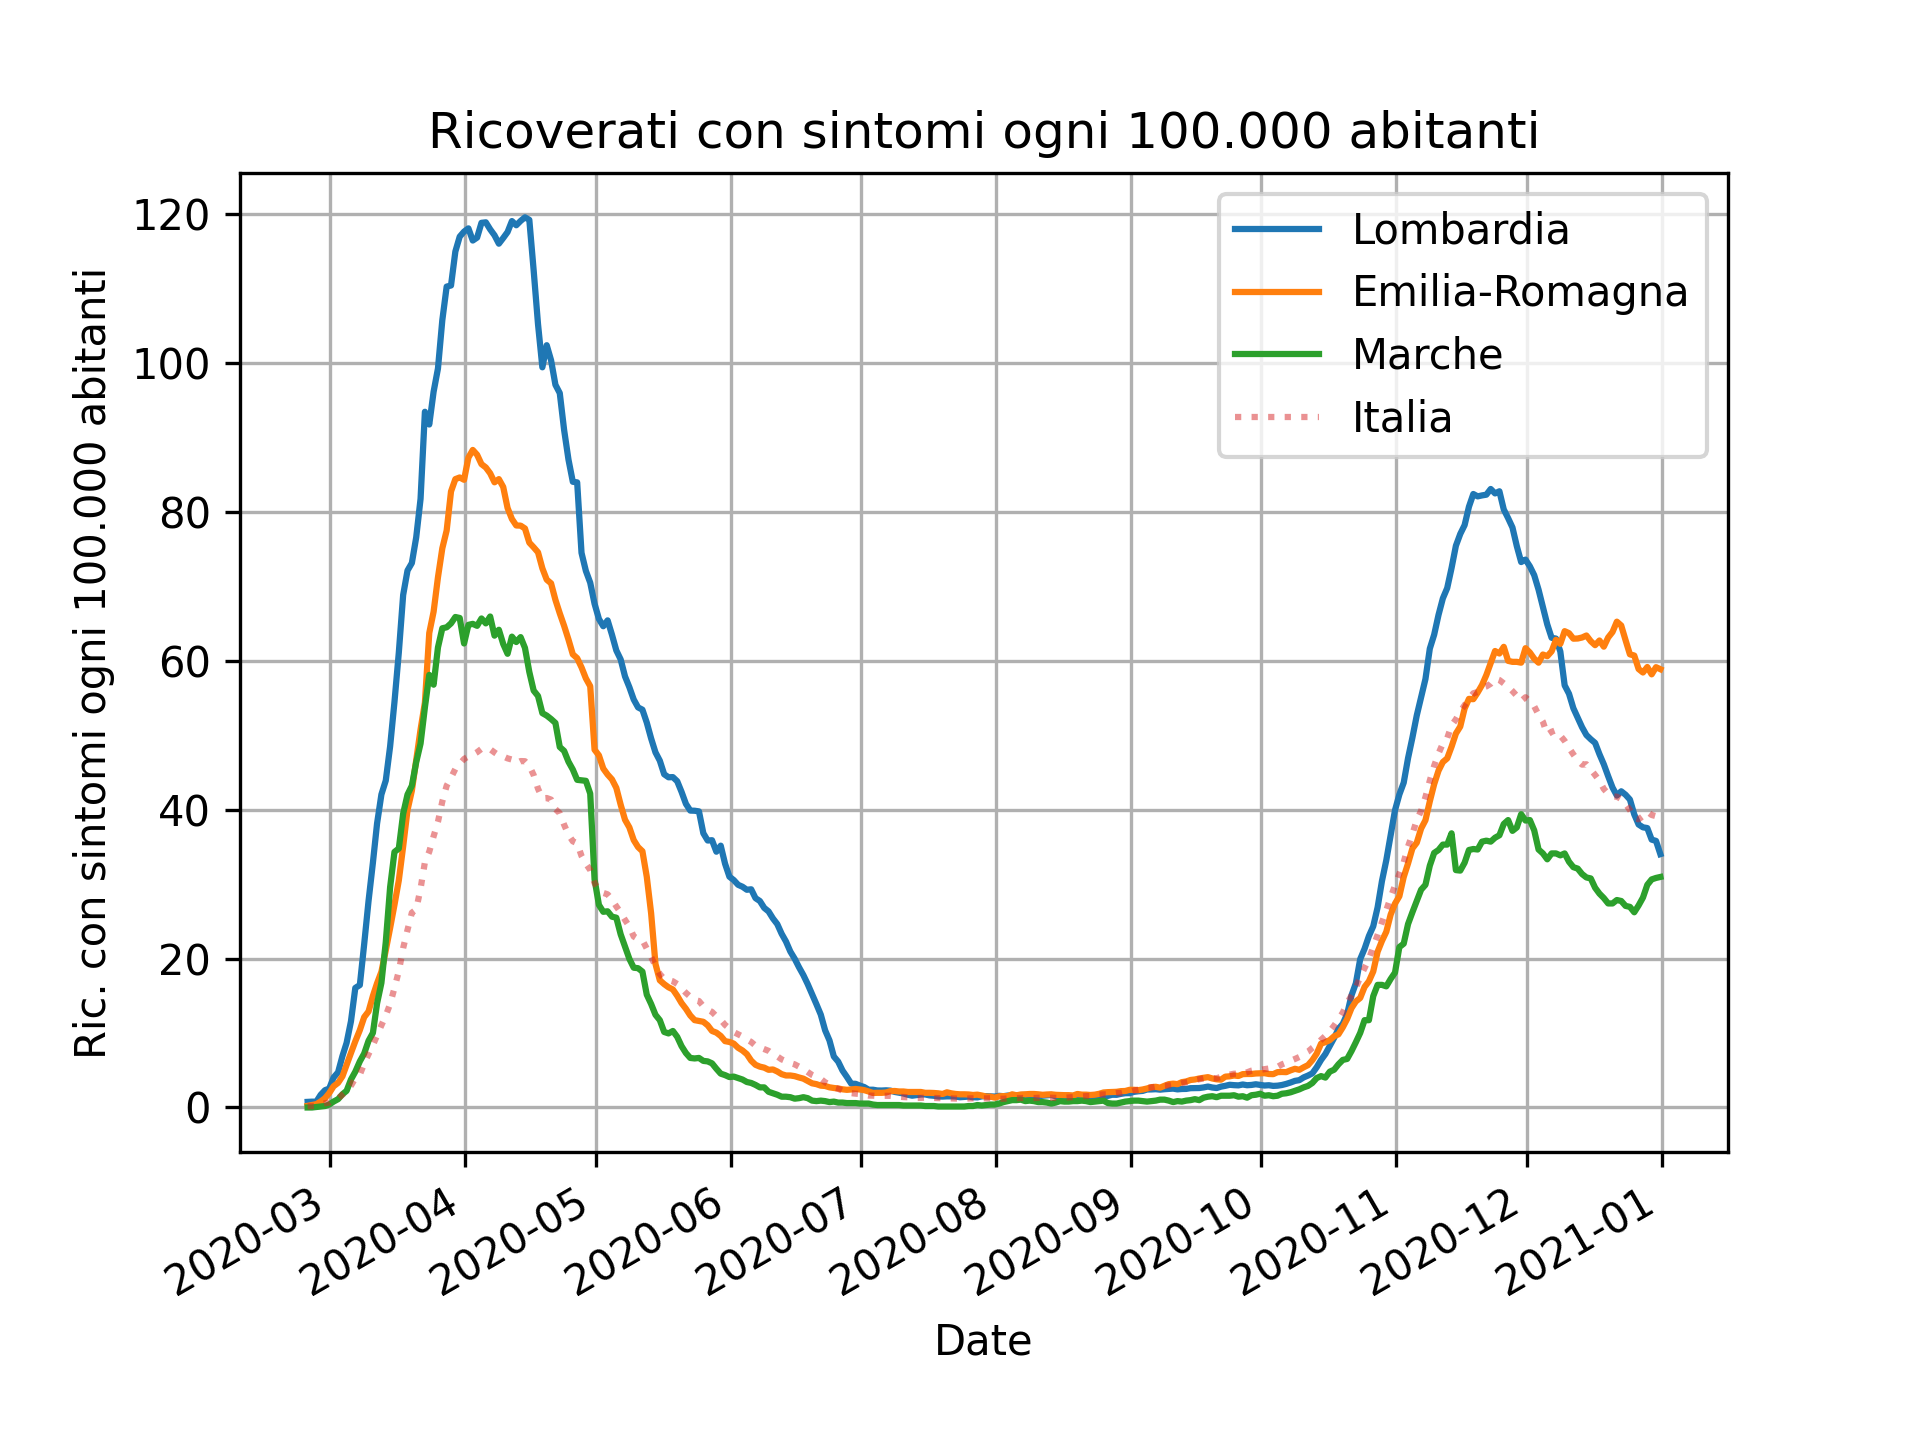 Ricoverati con sintomi ogni 100.000 abitanti
Ric. con sintomi ogni 100.000 abitanti
120
100
80
60
40
20
0
Lombardia
Emilia-Romagna
Marche
Italia
2020-03
2020-04
2020-05
2020-06
2020-07
2020-08
2020-09
2020-10
2020-11
2020-12
2021-01
Date